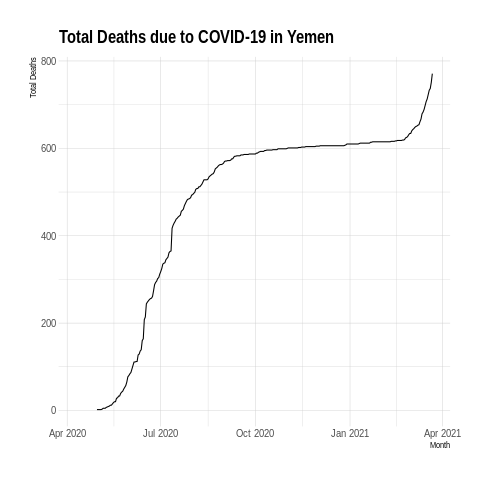 Total Deaths due to COVID-19 in Yemen
Total Deaths
800
600
400
200
0
Apr 2020 Jul 2020 Oct 2020 Jan 2021 Apr 2021
Month